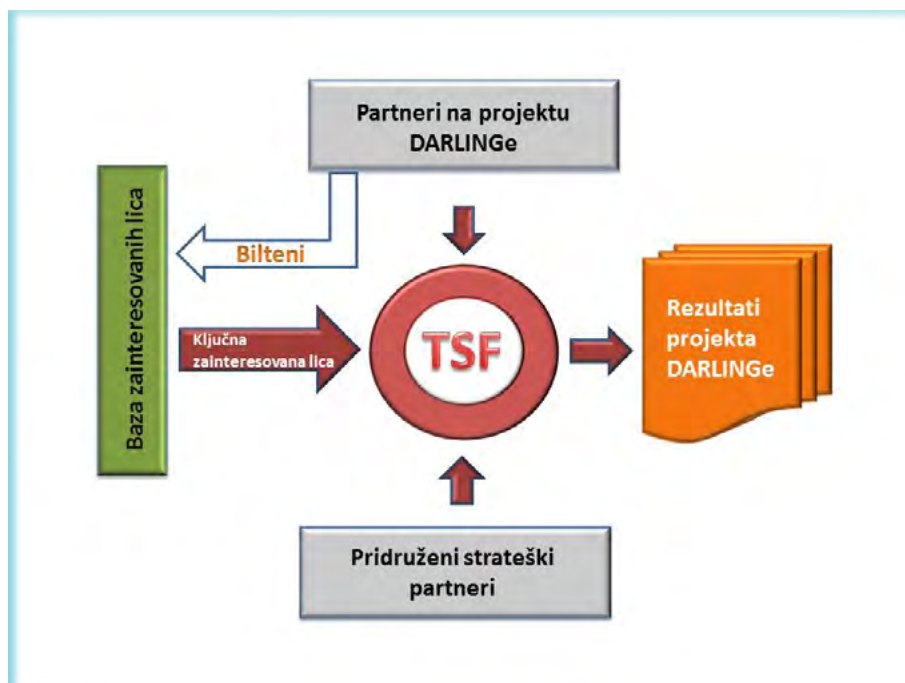 Partneri na projektu
DARLINGe
Baza zainteresovanih lica
Bilteni
Ključna
zainteresovana lica
TSF
Rezultati
projekta
DARLINGe
Pridruženi strateški
partneri